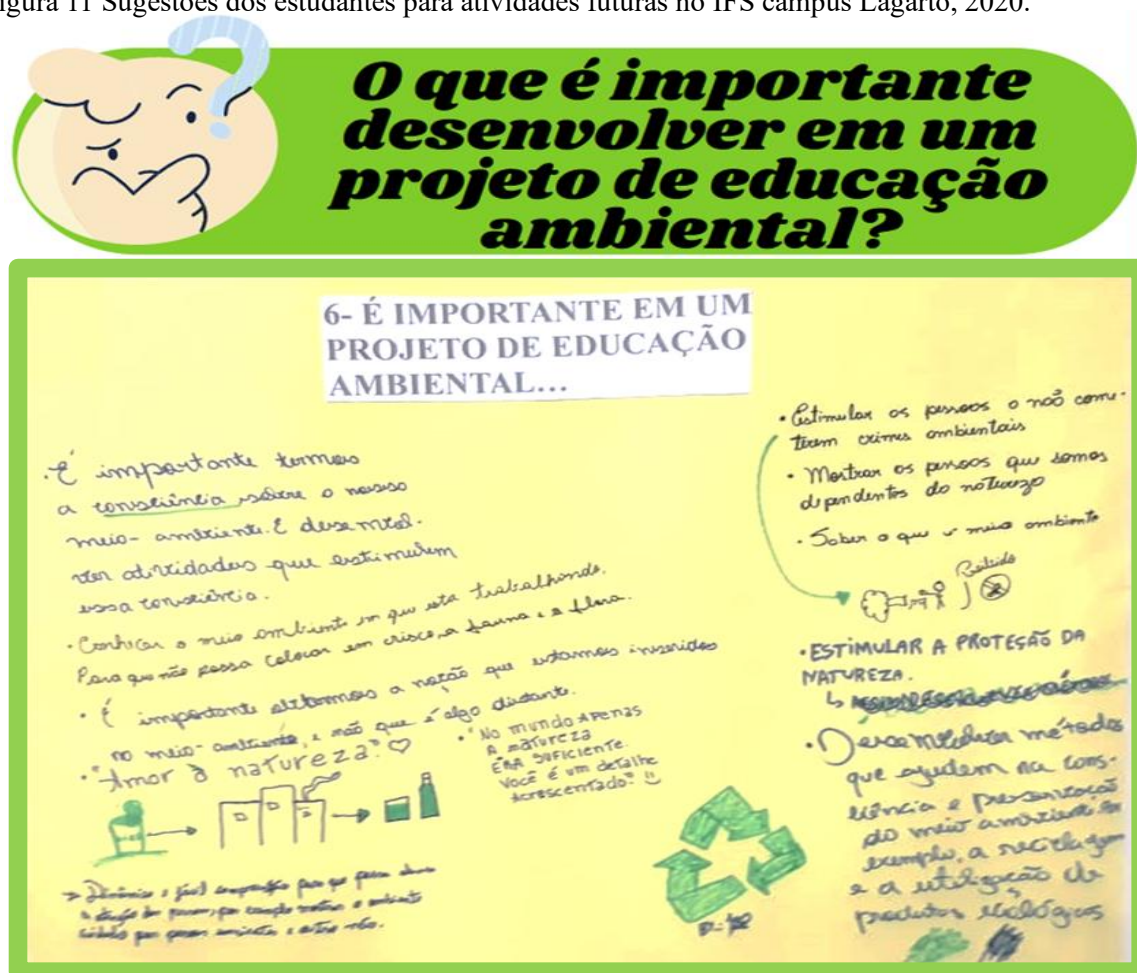 igura 11 Sugestões dos estudantes para atividades futuras no IFS campus Lagarto, 2020.
?
O que é importante
desenvolver em um
projeto de educação
ambiental?
6- É IMPORTANTE EM UM
PROJETO DE EDUCAÇÃO
AMBIENTAL...
· É importante termos
a consciência sobre o nosso
meio-ambiente. E desenvol-
ver atividades que estimulem
essa consciência.
· Conhecer o meio ambiente em que esta trabalhando.
Para que não possa colocar em crisco, a fauna e a flora.
· É importante a noção que estamos inseridos
no meio-ambiente, e não que é algo distante.
· "Amor à natureza" ♡
· "No mundo apenas
a natureza
era suficiente.
Você é um detalhe
acrescentado"
· Estimular as pessoas a não come-
terem crimes ambientais
· Mostrar as pessoas que somos
dependentes da natureza
· Saber o que é meio ambiente
· ESTIMULAR A PROTEÇÃO DA
NATUREZA.
· Desenvolver métodos
que ajudem na cons-
ciência e preservação
do meio ambiente
exemplo, a reciclagem
e a utilização de
produtos ecológicos